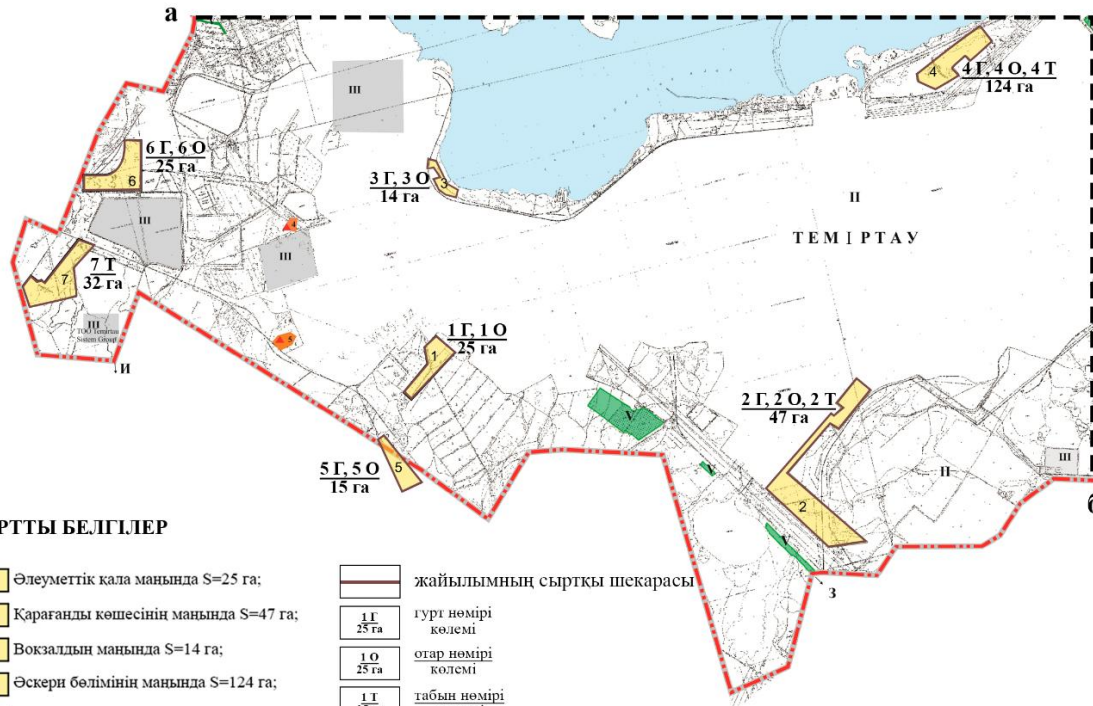 а
4
4 Г, 4 О, 4 Т
124 га
III
6 Г, 6 О
25 га
6
3 Г, 3 О
14 га
3
II
ТЕМІРТАУ
III
4
III
7 Т
32 га
7
III
ТОО Temirtau
Sistem Group
5
И
1 Г, 1 О
25 га
1
2 Г, 2 О, 2 Т
47 га
V
V
5 Г, 5 О
15 га
5
II
III
2
V
б
З
РТТЫ БЕЛГІЛЕР
Әлеуметтік қала маңында S=25 га;
Қарағанды көшесінің маңында S=47 га;
Вокзалдың маңында S=14 га;
Әскери бөлімінің маңында S=124 га;
жайылымның сыртқы шекарасы
1 Г
25 га
гурт нөмірі
көлемі
1 О
25 га
отар нөмірі
көлемі
1 Т
табын нөмірі